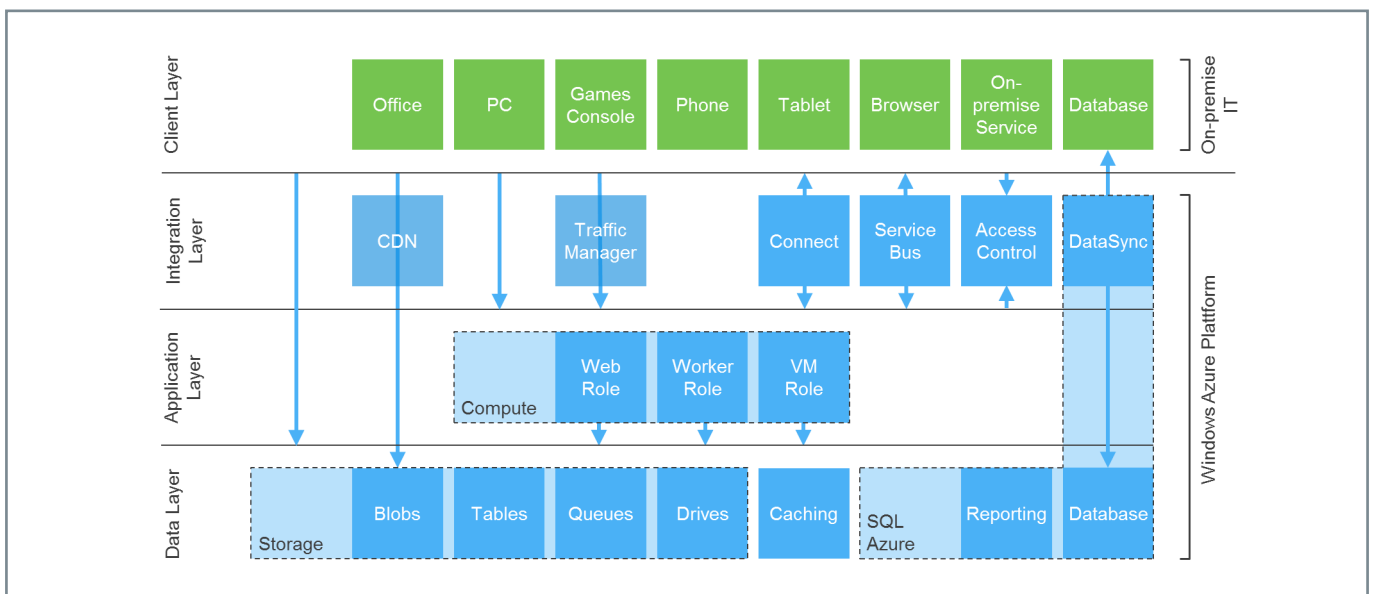 Client Layer
Office
PC
Games
Console
Phone
Tablet
Browser
On-
premise
Service
Database
On-premise
IT
Integration
Layer
CDN
Traffic
Manager
Connect
Service
Bus
Access
Control
DataSync
Windows Azure Plattform
Application
Layer
Compute
Web
Role
Worker
Role
VM
Role
Data Layer
Storage
Blobs
Tables
Queues
Drives
Caching
SQL
Azure
Reporting
Database